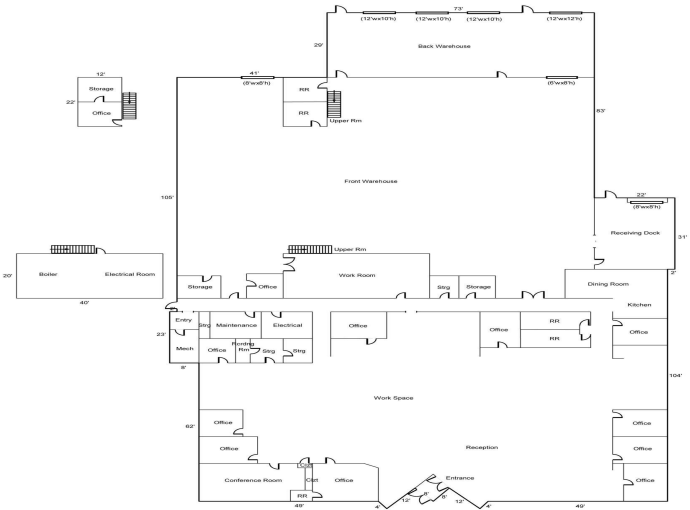 73'
(12'wx10'h) (12'wx10'h) (12'wx10'h) (12'wx12'h)
29'
Back Warehouse
12'
Storage
22'
Office
41'
(8'wx8'h)
(6'wx8'h)
RR
RR
Upper Rm
83'
Front Warehouse
105'
22'
(8'wx8'h)
Receiving Dock
31'
3'
Upper Rm
Boiler
Electrical Room
20'
40'
Work Room
Storage
Office
Strg
Storage
Dining Room
Kitchen
Entry
Strg
Maintenance
Electrical
Office
Office
RR
RR
Office
23'
Mech
Office
Rcrdng
Rm
Strg
Strg
8'
104'
Work Space
62'
Office
Office
Office
Office
Reception
Conference Room
Clst
Clst
Office
RR
Entrance
Office
49'
4'
12'
8'
8'
12'
4'
49'